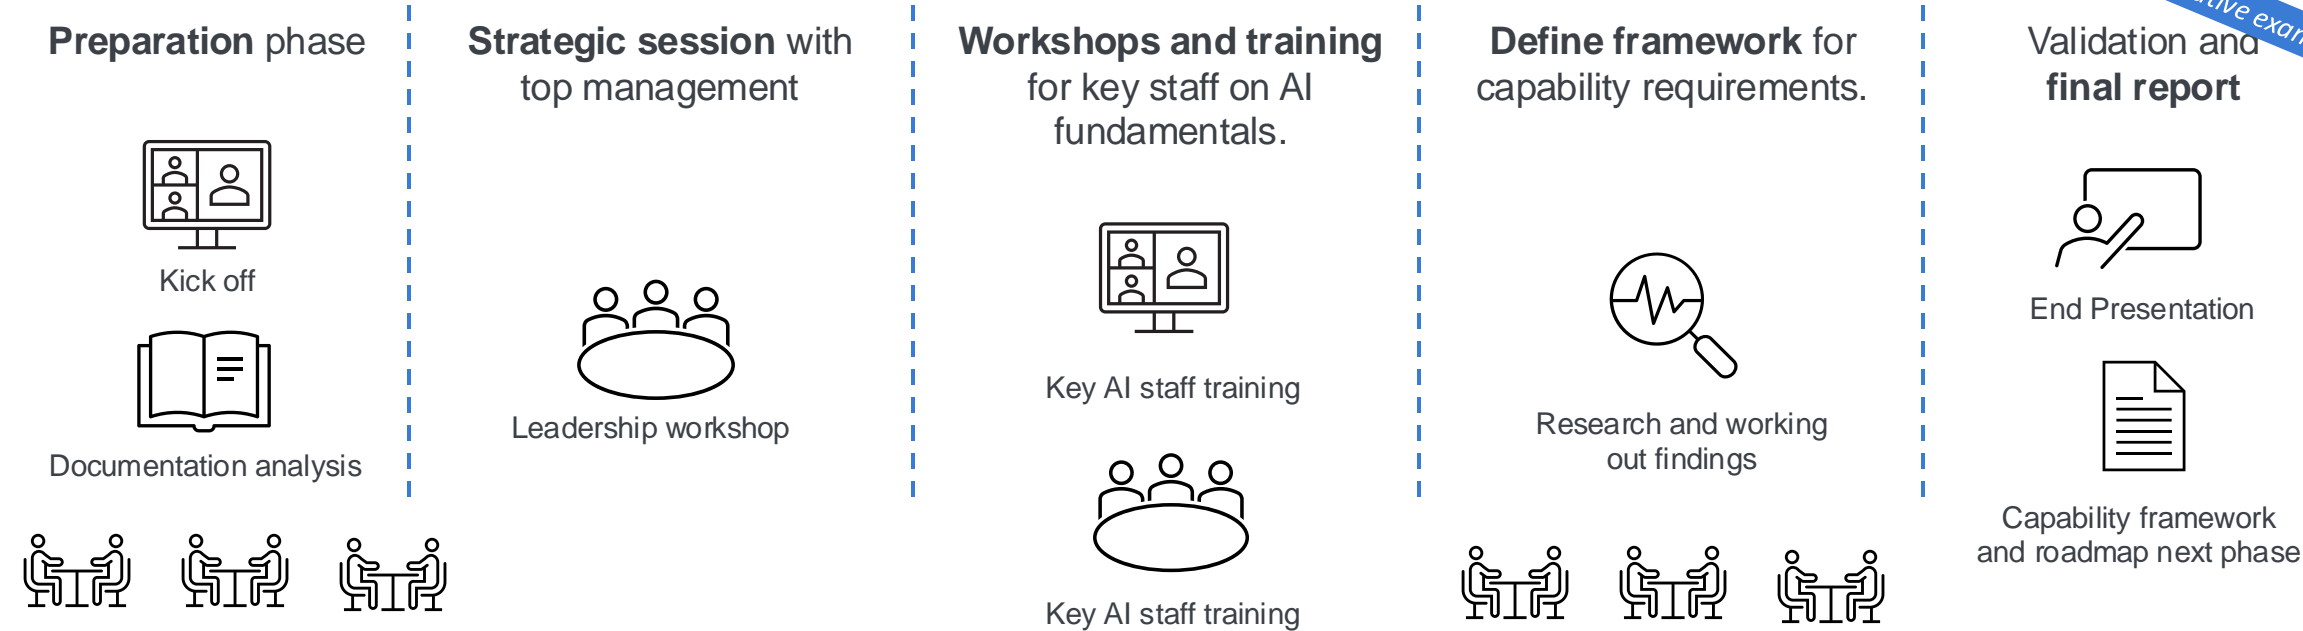 Preparation phase
Kick off
Documentation analysis
Strategic session with
top management
Leadership workshop
Workshops and training
for key staff on AI
fundamentals.
Key AI staff training
Key AI staff training
Define framework for
capability requirements.
Research and working
out findings
Validation and
final report
End Presentation
Capability framework
and roadmap next phase